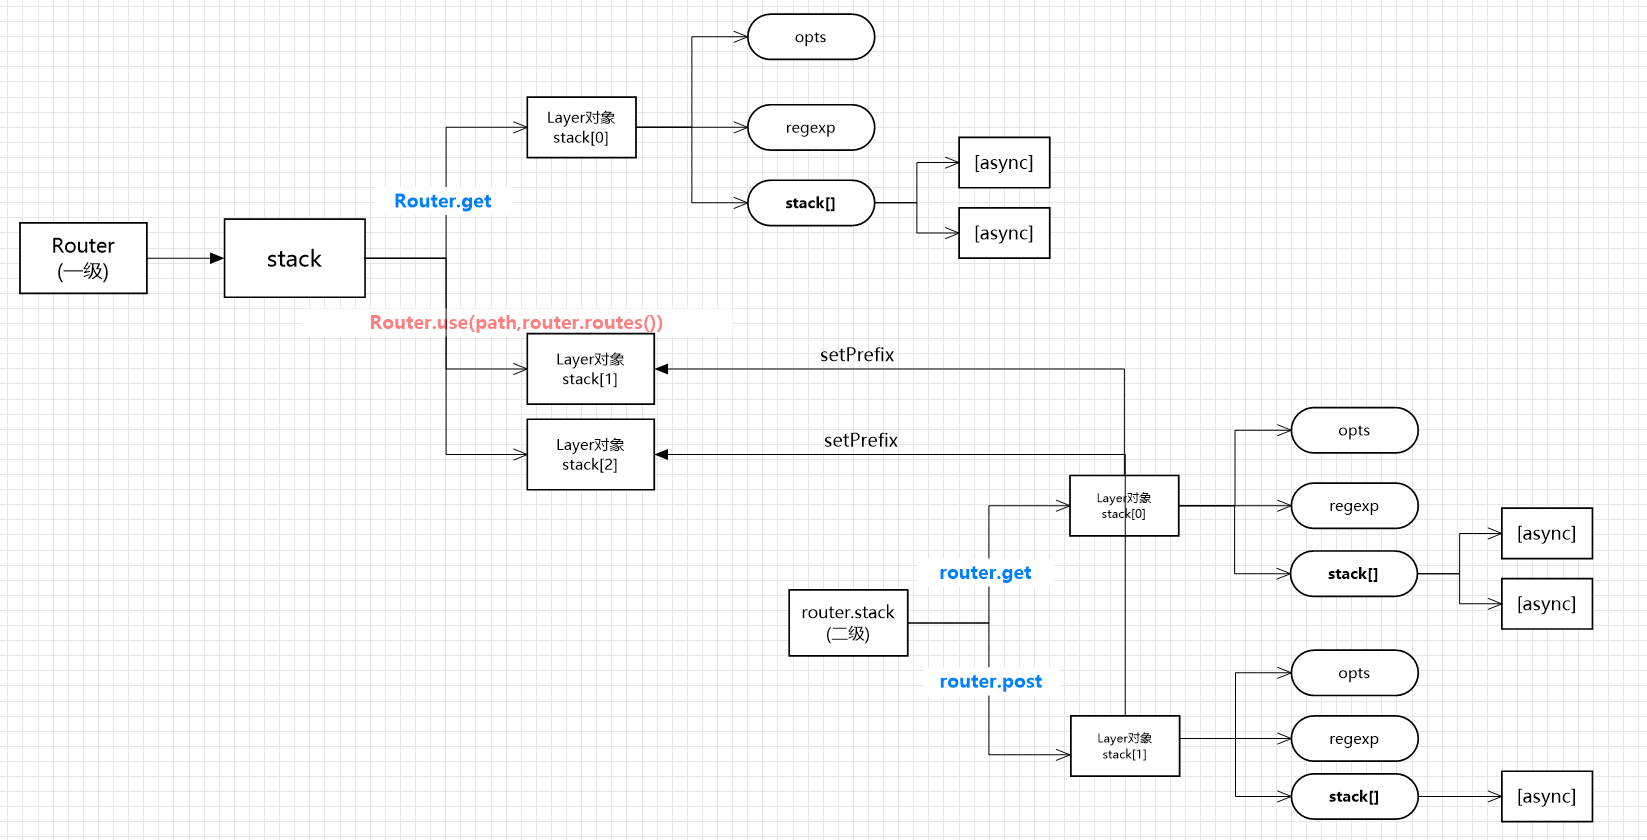 opts
Layer对象
stack[0]
regexp
[async]
Router.get
stack[]
[async]
Router
(一级)
stack
Router.use(path,router.routes())
Layer对象
stack[1]
setPrefix
Layer对象
stack[2]
setPrefix
opts
Layer对象
stack[0]
regexp
[async]
router.get
stack[]
[async]
router.stack
(二级)
router.post
opts
Layer对象
stack[1]
regexp
stack[]
[async]